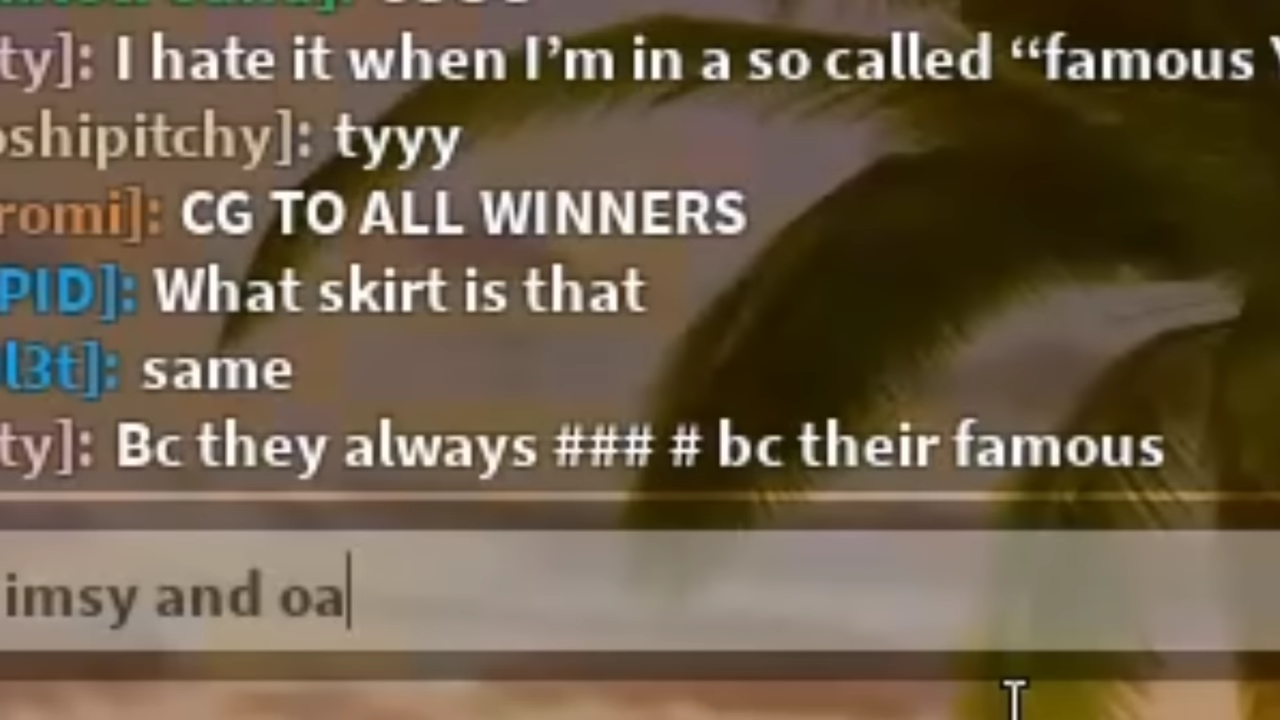 ty]: I hate it when I’m in a so called “famous
oshipitchy]: tyyy
romi]: CG TO ALL WINNERS
PID]: What skirt is that
l3t]: same
ty]: Bc they always ### # bc their famous
imsy and oa